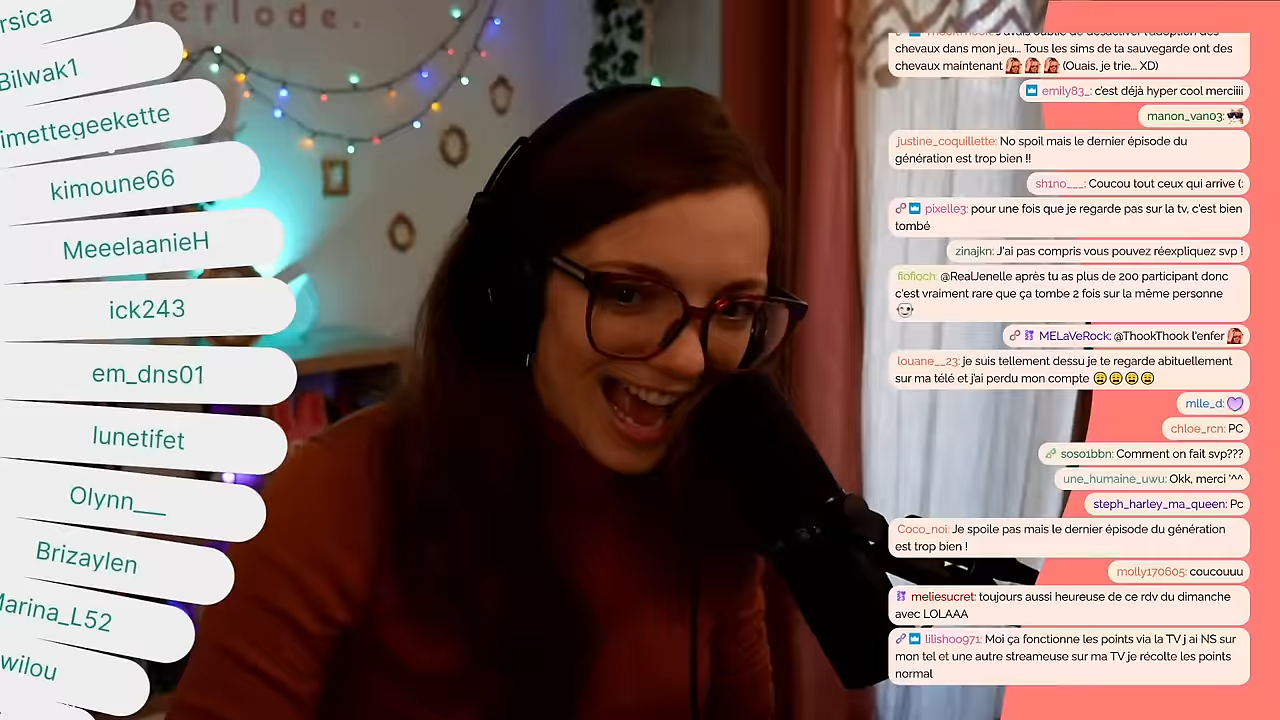 herlode.
rsica
Bilwak1
imettegeekette
kimoune66
MeeelaanieH
ick243
em_dns01
lunetifet
Olynn___
Brizaylen
Marina_L52
wilou
chevaux dans mon jeu... Tous les sims de ta sauvegarde ont des
chevaux maintenant (Ouais, je trie... XD)
emily83_: c'est déjà hyper cool merciiii
manon_van03:
justine_coquillette: No spoil mais le dernier épisode du
génération est trop bien !!
sh1no___: Coucou tout ceux qui arrive (:
pixelle3: pour une fois que je regarde pas sur la tv, c'est bien
tombé
zinajkn: J'ai pas compris vous pouvez réexpliquez svp !
fiofioch: @RealJenelle après tu as plus de 200 participant donc
c'est vraiment rare que ça tombe 2 fois sur la même personne
MELaVeRock: @ThookThook l'enfer
louane__23: je suis tellement dessu je te regarde abituellement
sur ma télé et j'ai perdu mon compte 😩😩😩😩
mlle_d: 💜
chloe_rcn: PC
soso1bbn: Comment on fait svp???
une_humaine_uwu: Okk, merci '^^
steph_harley_ma_queen: Pc
Coco_noi: Je spoile pas mais le dernier épisode du génération
est trop bien !
molly170605: coucouuu
meliesucret: toujours aussi heureuse de ce rdv du dimanche
avec LOLAAA
lilishoo971: Moi ça fonctionne les points via la TV j ai NS sur
mon tel et une autre streameuse sur ma TV je récolte les points
normal